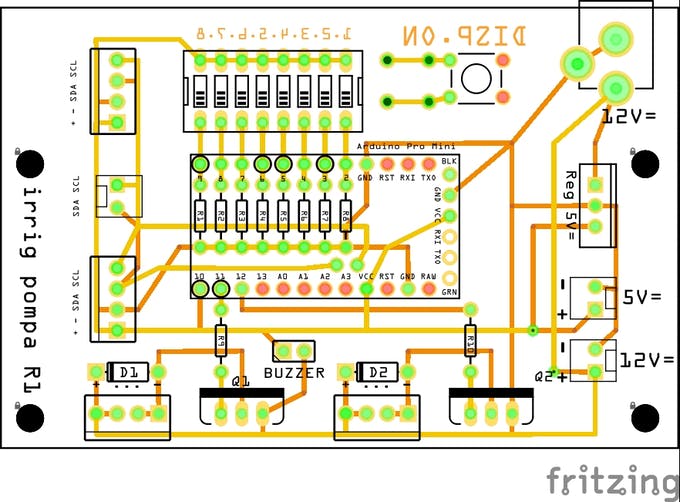 1.2.3.4.5.6.7.8.
DISP.ON
+ - SDA SCL
12V=
Arduino Pro Mini
BLK
GND RST RXI TX0
9 8 7 6 5 4 3 2
GND VCC RXI TX0
GRN
SDA SCL
R1 R2 R3 R4 R5 R6 R7 R8
Reg 5V=
irrig pompa R1
+ - SDA SCL
10 11 12 13 A0 A1 A2 A3 VCC RST GND RAW
-
+
5V=
R9
R10
-
+
12V=
BUZZER
D1
+ -
Q1
D2
+ -
Q2
fritzing